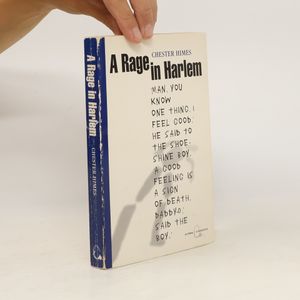 CHESTER HIMES
A Rage in Harlem
MAN, YOU
KNOW
ONE THING, I
FEEL GOOD,'
HE SAID TO
THE SHOE-
SHINE BOY.
'A GOOD
FEELING IS
A SIGN
OF DEATH,
DADDYO,'
SAID THE
BOY.'
A Rage in Harlem
CHESTER HIMES